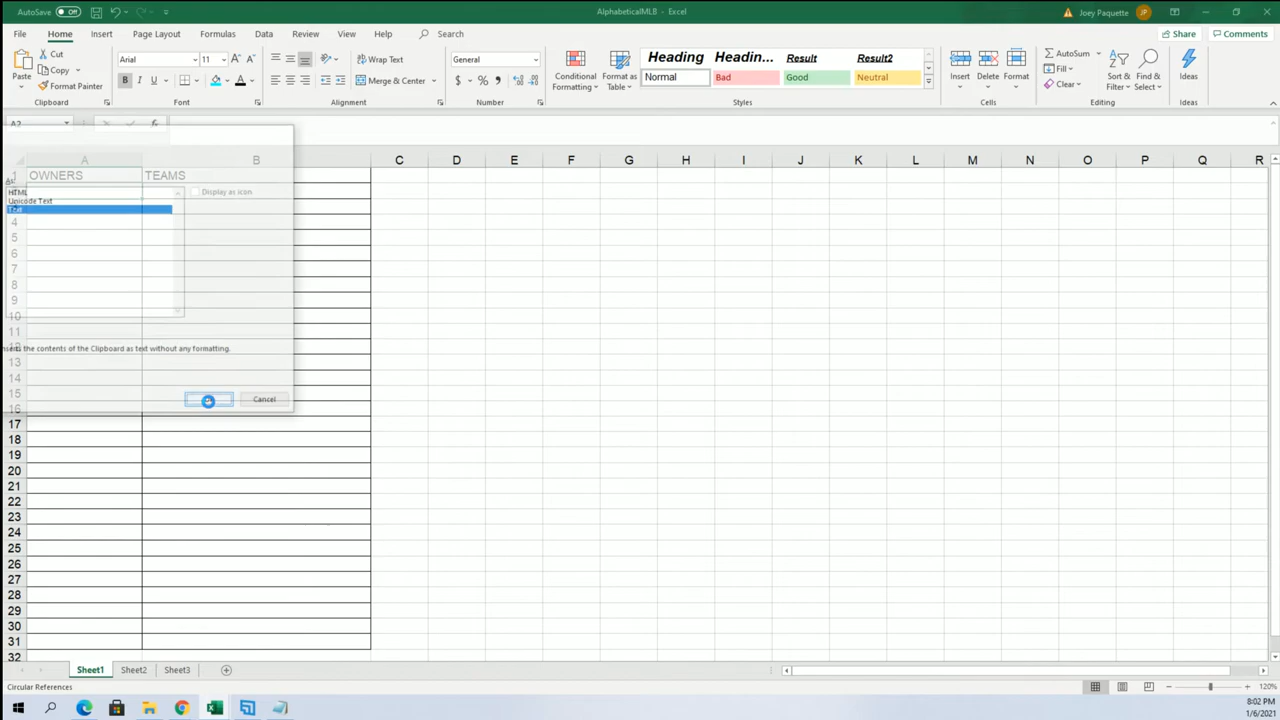 AutoSave Off AlphabeticalMLB - Excel Joey Paquette JP
File Home Insert Page Layout Formulas Data Review View Help Search Share Comments
Paste Cut Copy Format Painter Clipboard
Arial 11 B I U A Font
Wrap Text Merge & Center Alignment
General $ % Number
Conditional Formatting Format as Table
Heading Headin... Result Result2
Normal Bad Good Neutral
Styles
Insert Delete Format Cells
AutoSum Fill Clear Sort & Filter Find & Select Editing
Ideas Ideas
A2 fx
A B C D E F G H I J K L M N O P Q R
1 OWNERS TEAMS
HTML Display as icon
Unicode Text
Text
4
5
6
7
8
9
10
11
the contents of the Clipboard as text without any formatting.
13
14
15 Cancel
16
17
18
19
20
21
22
23
24
25
26
27
28
29
30
31
32
Sheet1 Sheet2 Sheet3
Circular References 120%
8:02 PM
1/6/2021